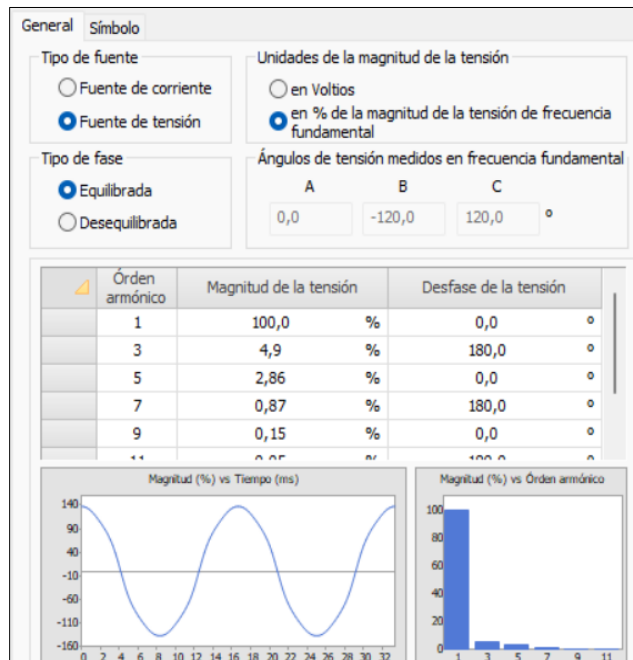 General Símbolo
Tipo de fuente
Fuente de corriente
Fuente de tensión
Unidades de la magnitud de la tensión
en Voltios
en % de la magnitud de la tensión de frecuencia
fundamental
Tipo de fase
Equilibrada
Desequilibrada
Ángulos de tensión medidos en frecuencia fundamental
A B C
0,0 -120,0 120,0 º
Órden
armónico Magnitud de la tensión Desfase de la tensión
1 100,0 % 0,0 º
3 4,9 % 180,0 º
5 2,86 % 0,0 º
7 0,87 % 180,0 º
9 0,15 % 0,0 º
Magnitud (%) vs Tiempo (ms)
140
90
40
-10
-60
-110
-160
0 2 4 6 8 10 12 14 16 18 20 22 24 26 28 30 32
Magnitud (%) vs Órden armónico
100
80
60
40
20
0
1 3 5 7 9 11